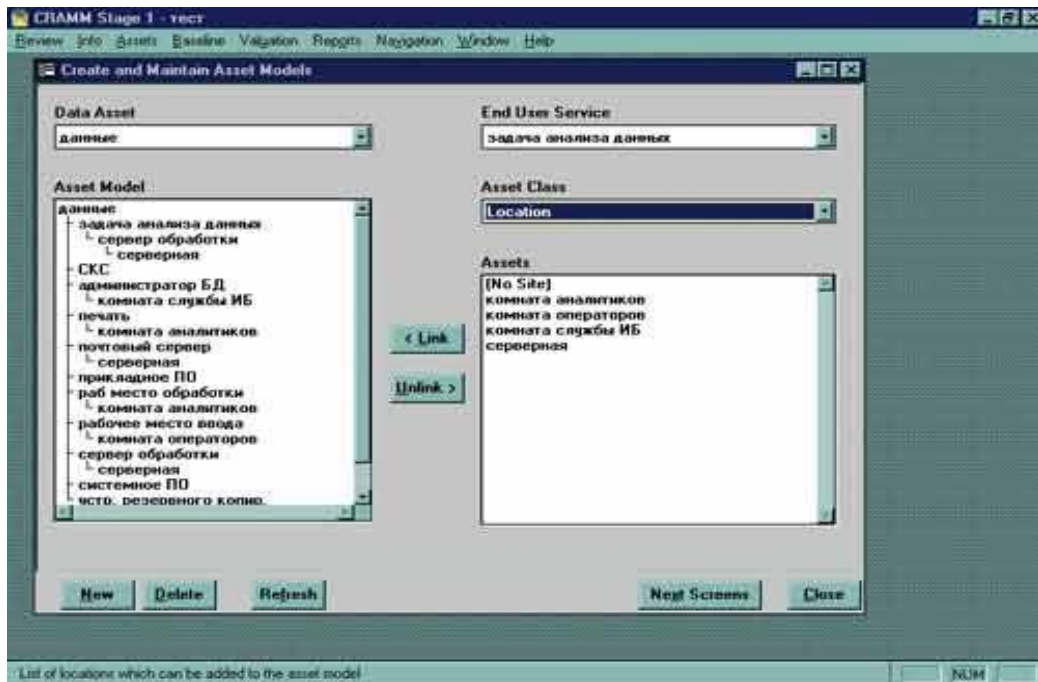 CRAMM Stage 1 - тест
Review Info Assets Baseline Valuation Reports Navigation Window Help
Create and Maintain Asset Models
Data Asset
данные
End User Service
задача анализа данных
Asset Model
данные
задача анализа данных
сервер обработки
серверная
СКС
администратор БД
комната службы ИБ
печать
комната аналитиков
почтовый сервер
серверная
прикладное ПО
раб место обработки
комната аналитиков
рабочее место ввода
комната операторов
сервер обработки
серверная
системное ПО
устр. резервного копир.
< Link
Unlink >
Asset Class
Location
Assets
[No Site]
комната аналитиков
комната операторов
комната службы ИБ
серверная
New Delete Refresh Next Screens Close
List of locations which can be added to the asset model
NUM